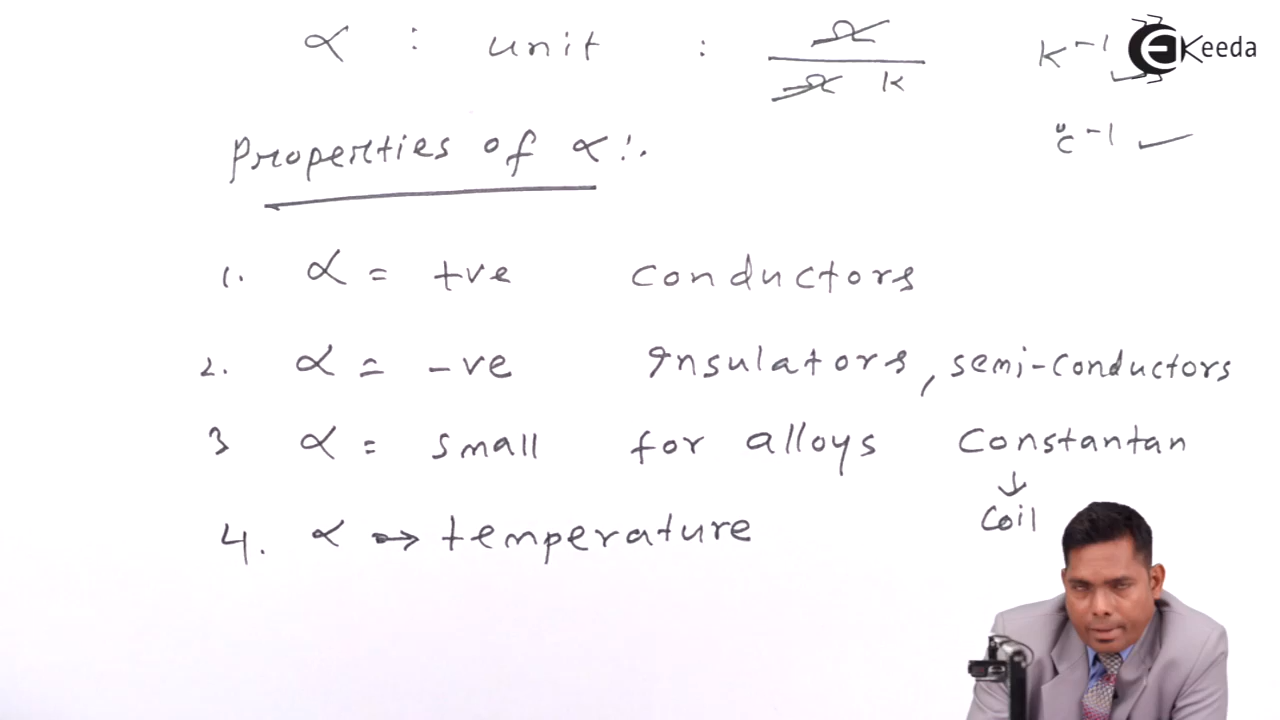 α : unit : Ω / Ω K K⁻¹
Keeda
°C⁻¹
Properties of α :.
1. α = +ve conductors
2. α = -ve Insulators, semi-conductors
3 α = small for alloys Constantan
↓
Coil
4. α → temperature